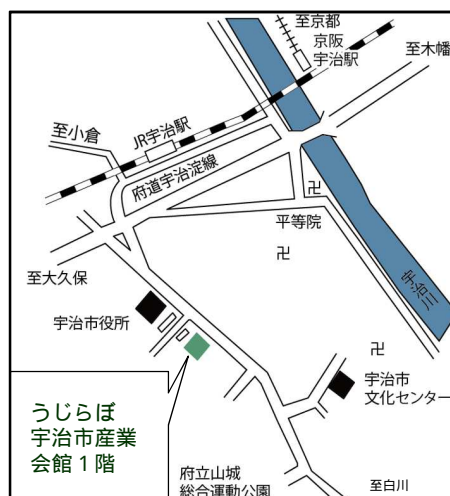 至京都
京阪
宇治駅
至木幡
至小倉
JR宇治駅
府道宇治淀線
卍
平等院
卍
至大久保
宇治川
宇治市役所
卍
宇治市
文化センター
うじらぼ
宇治市産業
会館1階
府立山城
総合運動公園
至白川